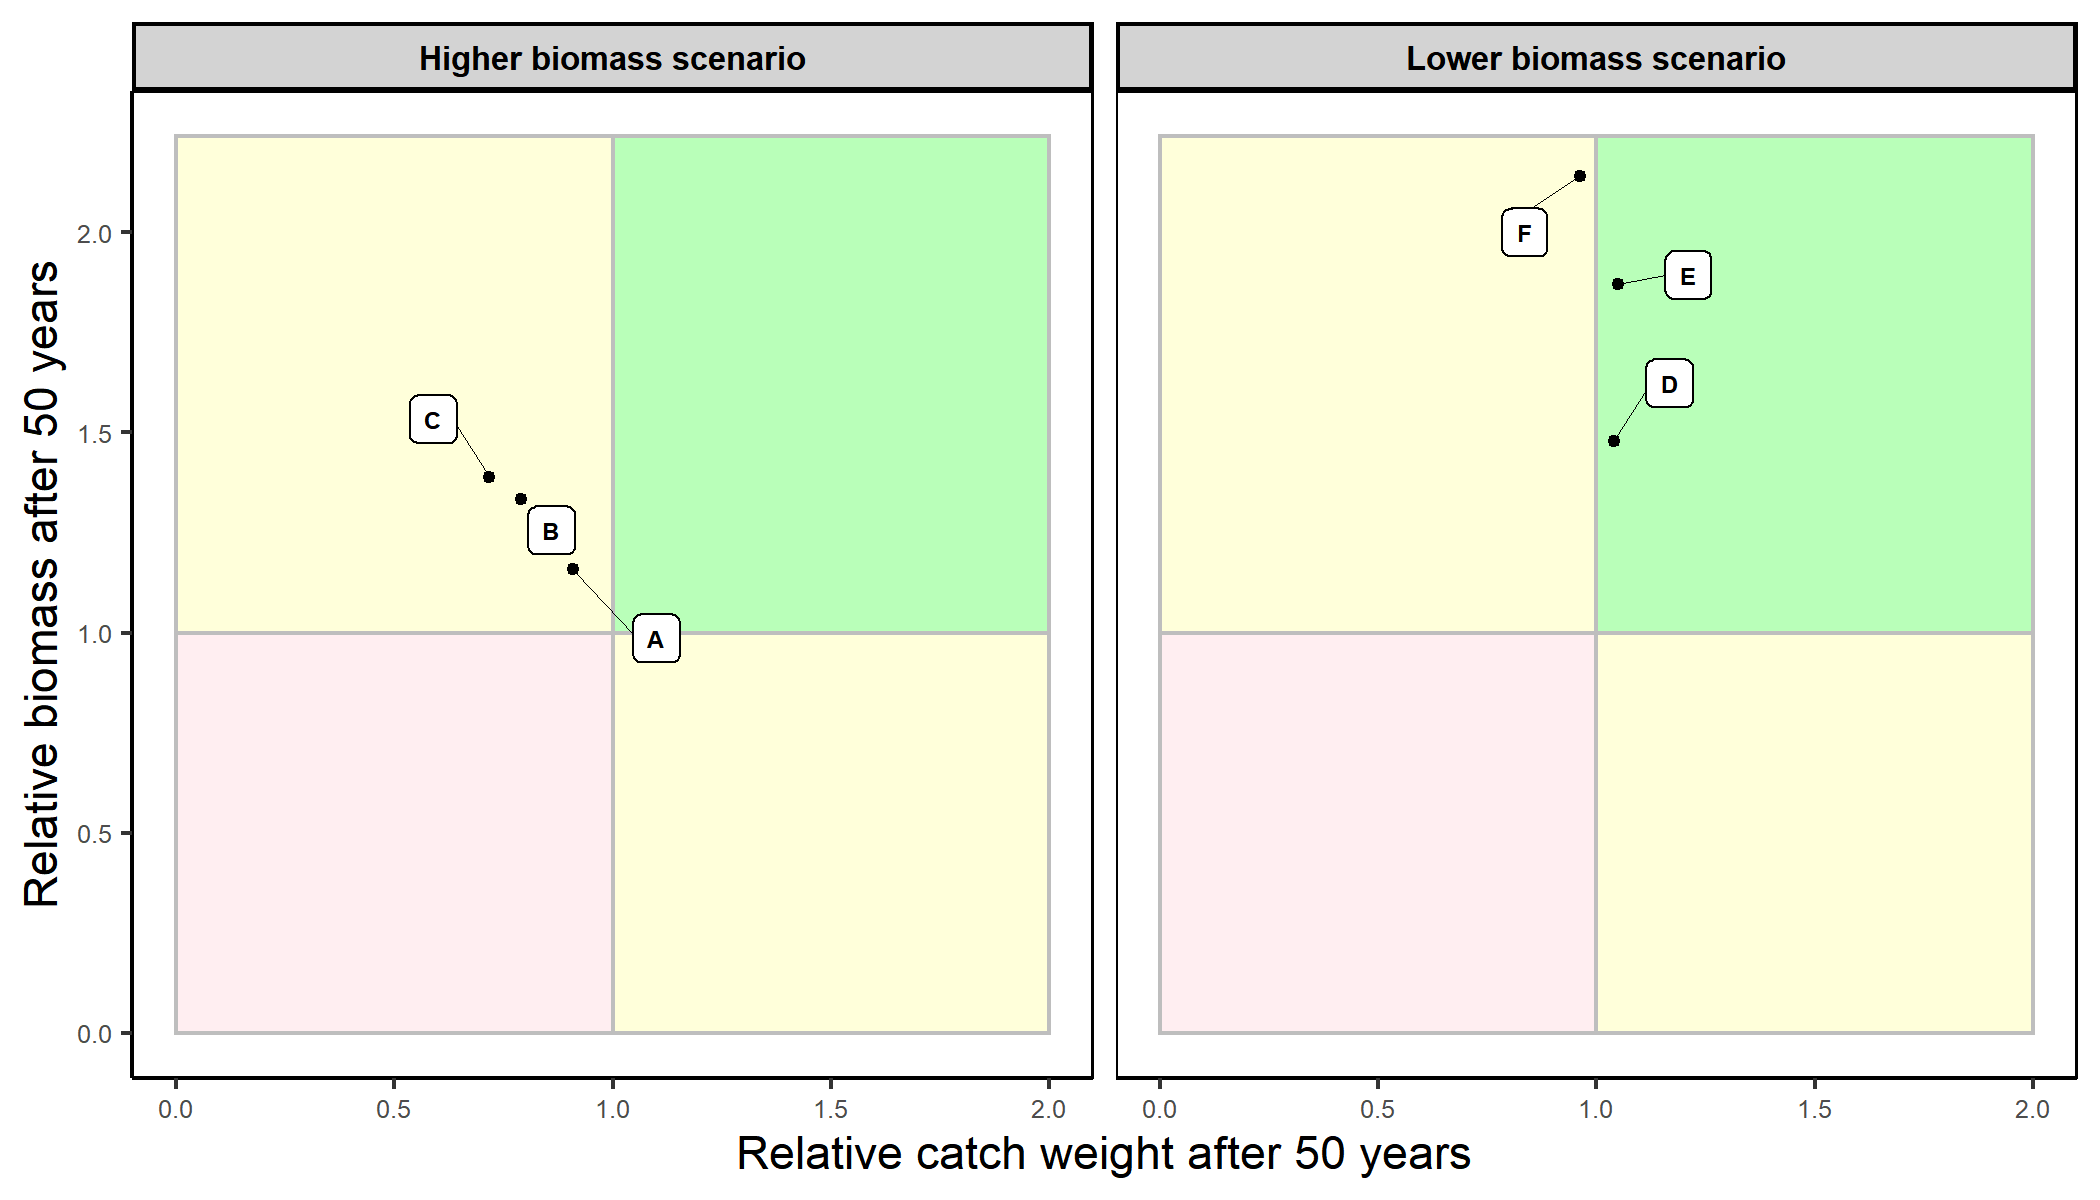 Higher biomass scenario
Lower biomass scenario
Relative biomass after 50 years
2.0
1.5
1.0
0.5
0.0
C
B
A
F
E
D
0.0 0.5 1.0 1.5 2.0
0.0 0.5 1.0 1.5 2.0
Relative catch weight after 50 years